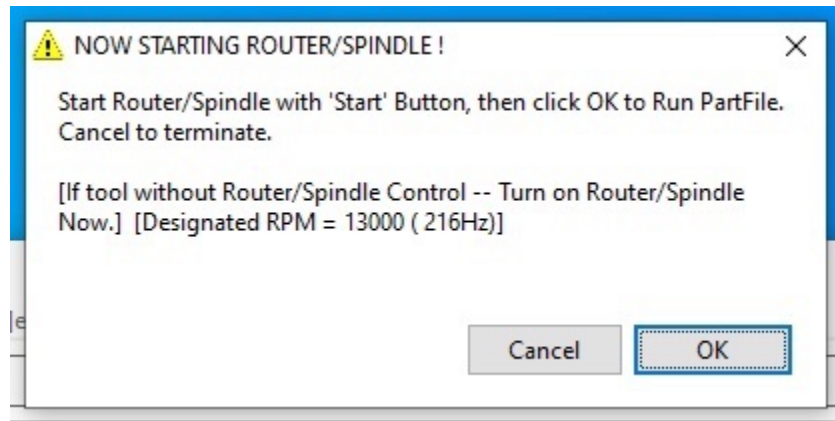 NOW STARTING ROUTER/SPINDLE !
Start Router/Spindle with 'Start' Button, then click OK to Run PartFile.
Cancel to terminate.
[If tool without Router/Spindle Control -- Turn on Router/Spindle
Now.] [Designated RPM = 13000 ( 216Hz)]
Cancel
OK